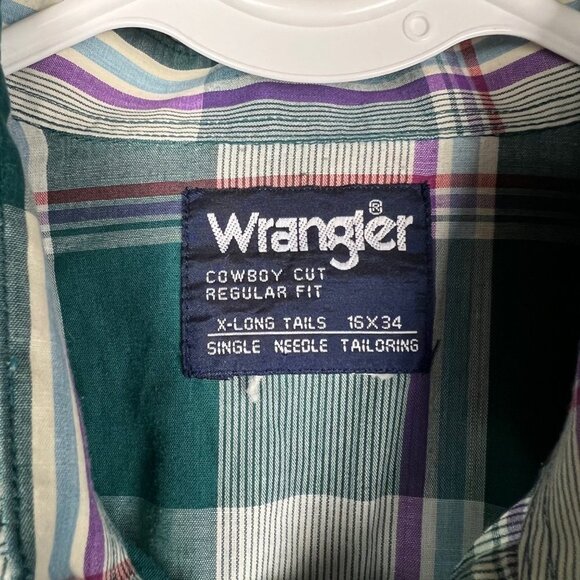 Wrangler®
COWBOY CUT
REGULAR FIT
X-LONG TAILS 16X34
SINGLE NEEDLE TAILORING